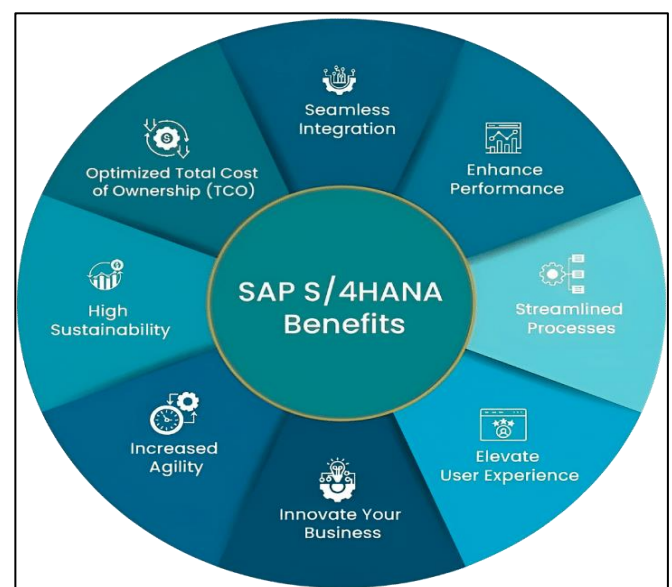 SAP S/4HANA
Benefits
Seamless
Integration
Enhance
Performance
Streamlined
Processes
Elevate
User Experience
Innovate Your
Business
Increased
Agility
High
Sustainability
Optimized Total Cost
of Ownership (TCO)